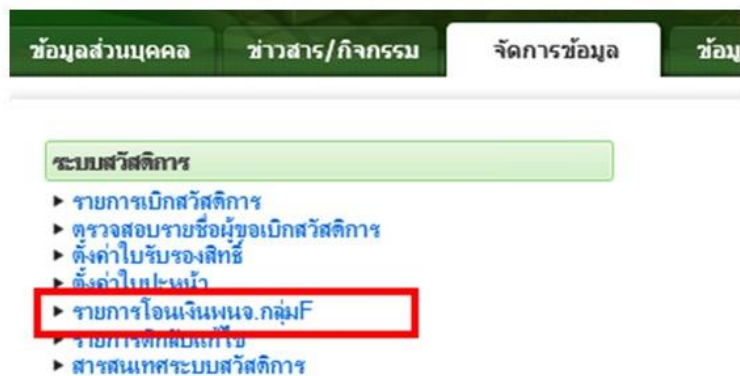 ข้อมูลส่วนบุคคล ข่าวสาร/กิจกรรม จัดการข้อมูล
ระบบสวัสดิการ
รายการเบิกสวัสดิการ
ตรวจสอบรายชื่อผู้ขอเบิกสวัสดิการ
ตั้งค่าใบรับรองสิทธิ์
ตั้งค่าใบปะหน้า
รายการโอนเงินพนจ.กลุ่มF
รายการตีกลับแก้ไข
สารสนเทศระบบสวัสดิการ